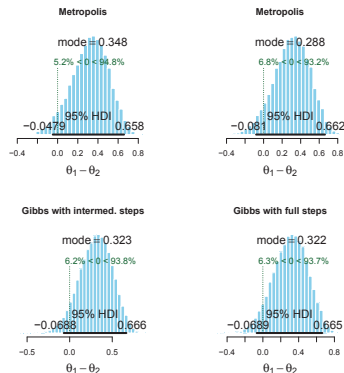 Metropolis
mode = 0.348
5.2% < 0 < 94.8%
95% HDI
−0.0479 0.658
−0.4 0.0 0.2 0.4 0.6 0.8
θ1 − θ2
Metropolis
mode = 0.288
6.8% < 0 < 93.2%
95% HDI
−0.081 0.662
−0.4 0.0 0.2 0.4 0.6 0.8
θ1 − θ2
Gibbs with intermed. steps
mode = 0.323
6.2% < 0 < 93.8%
95% HDI
−0.0688 0.666
−0.5 0.0 0.5
θ1 − θ2
Gibbs with full steps
mode = 0.322
6.3% < 0 < 93.7%
95% HDI
−0.0689 0.665
−0.4 0.0 0.4 0.8
θ1 − θ2